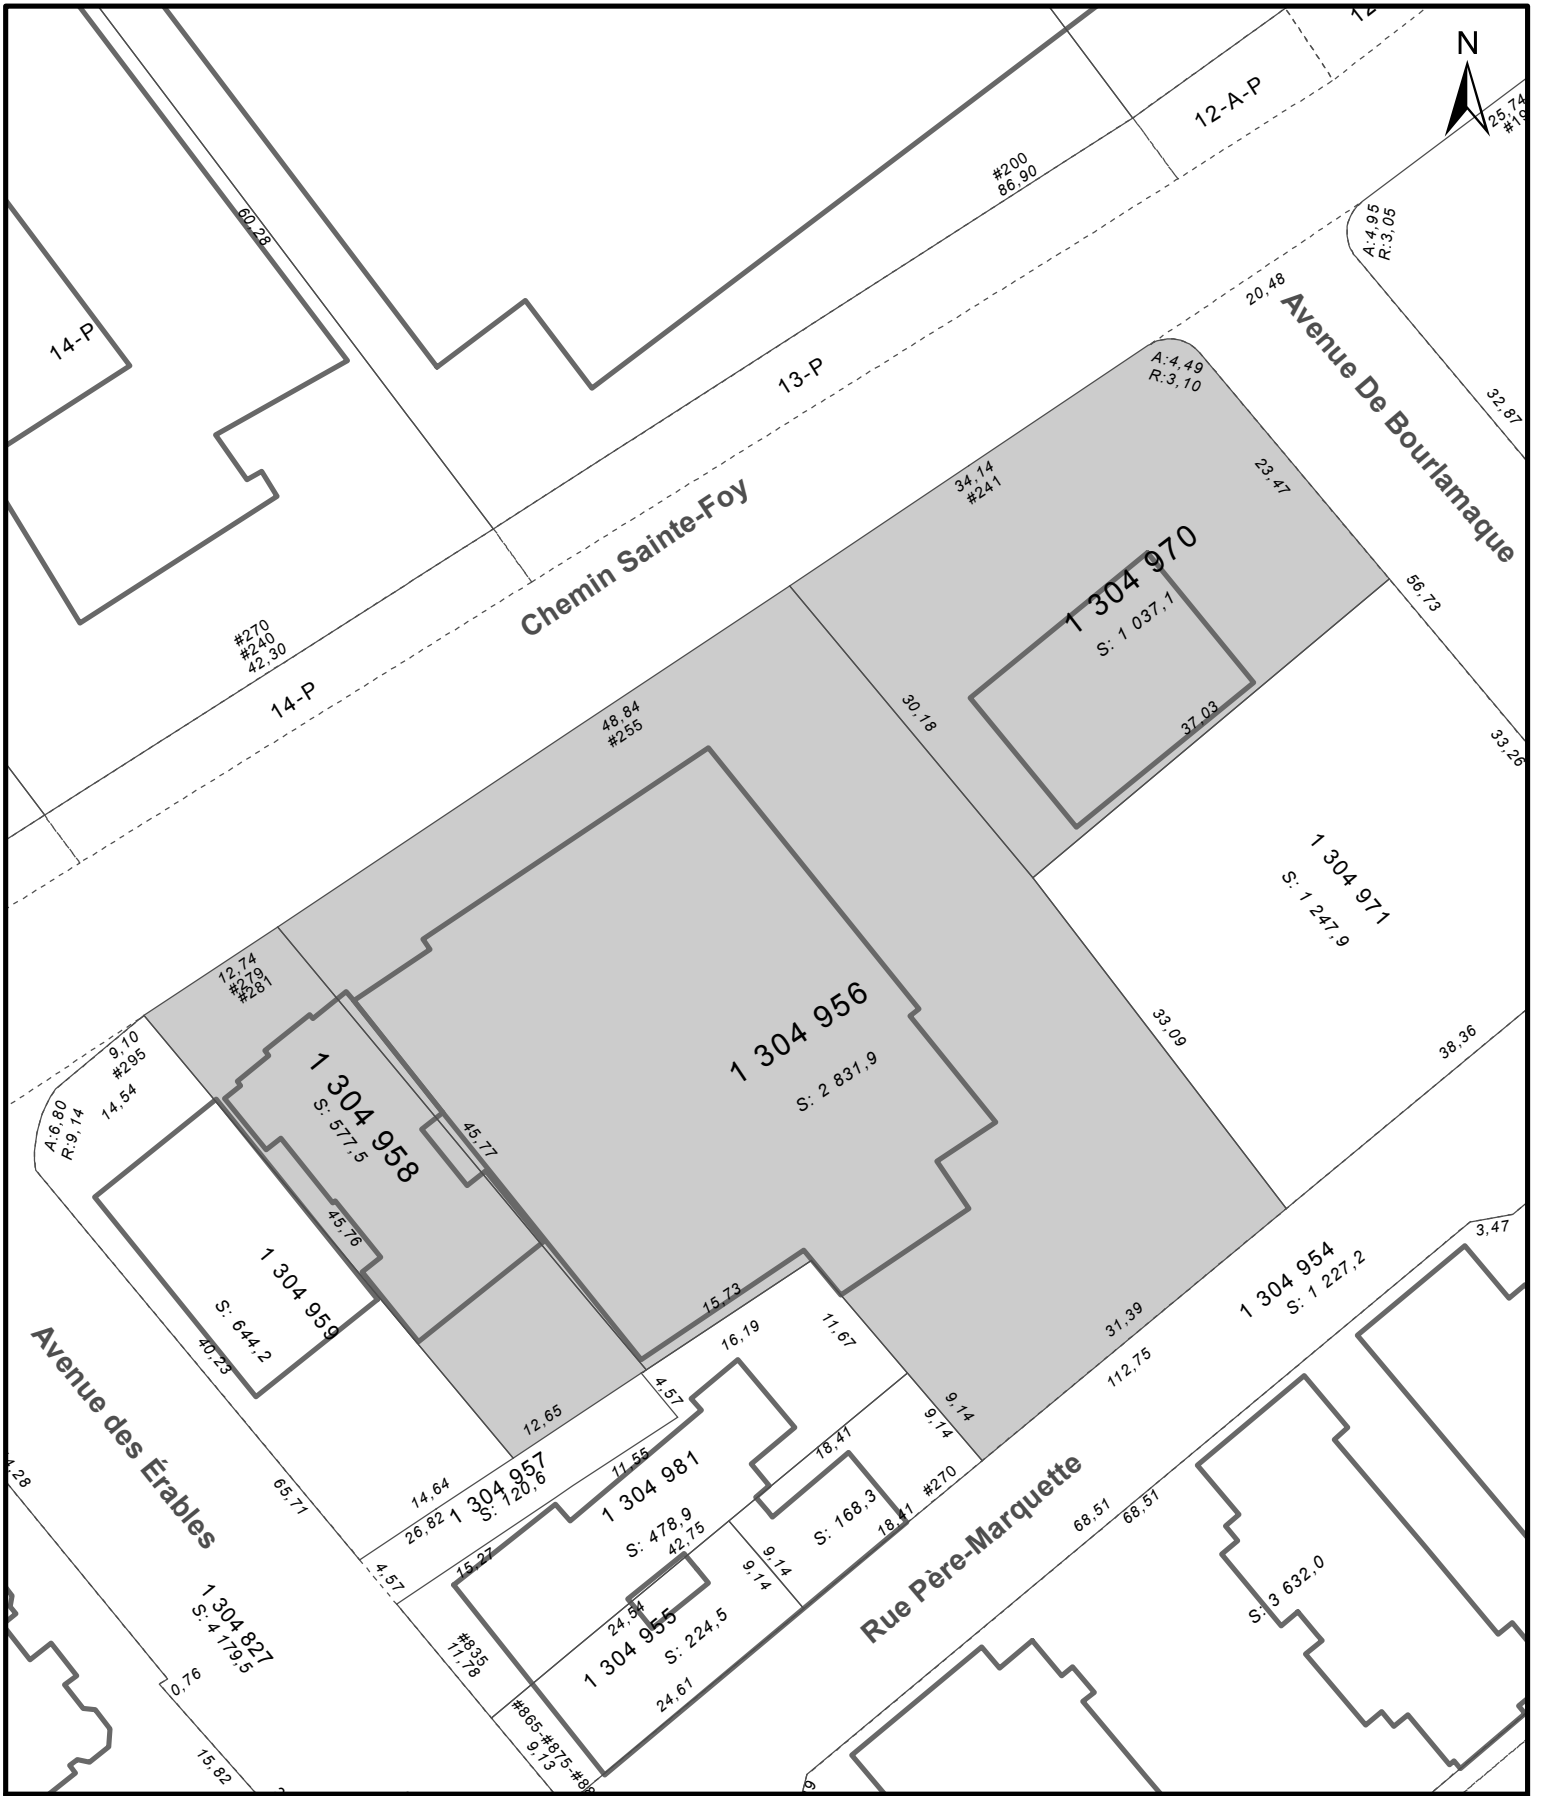 N
12-A-P
25,74
#200
86,90
60,28
A:4,95
R:3,05
20,48
Avenue De Bourlamaque
14-P
13-P
A:4,49
R:3,10
32,87
34,14
#241
23,47
Chemin Sainte-Foy
1 304 970
S: 1 037,1
56,73
#270
#240
42,30
14-P
48,84
#255
30,18
37,03
33,26
1 304 971
S: 1 247,9
12,74
#279
#281
1 304 956
S: 2 831,9
33,09
38,36
9,10
#295
14,54
A:6,80
R:9,14
1 304 958
S: 577,5
45,77
45,76
1 304 959
S: 644,2
40,23
3,47
1 304 954
S: 1 227,2
15,73
16,19
11,67
31,39
112,75
Avenue des Érables
4,57
12,65
9,14
9,14
18,41
11,55
1 304 981
S: 478,9
42,75
14,64
26,82
1 304 957
S: 120,6
65,71
#270
18,41
S: 168,3
Rue Père-Marquette
68,51
68,51
15,27
4,57
9,14
9,14
S: 3 632,0
1 304 827
S: 4 179,5
24,54
1 304 955
S: 224,5
24,61
#835
11,78
0,76
#865-#875-#88
9,13
15,82